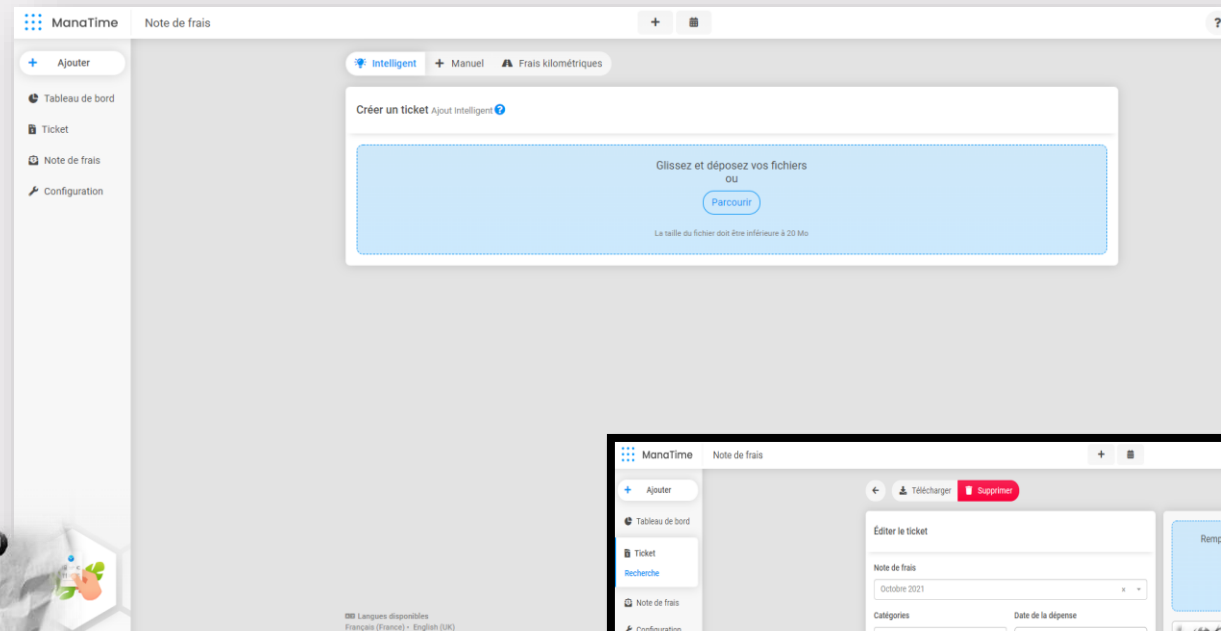 ManaTime Note de frais + ?
+ Ajouter
Tableau de bord
Ticket
Note de frais
Configuration
Intelligent + Manuel Frais kilométriques
Créer un ticket Ajout Intelligent ?
Glissez et déposez vos fichiers
ou
Parcourir
La taille du fichier doit être inférieure à 20 Mo
Langues disponibles
Français (France) • English (UK)
ManaTime Note de frais +
+ Ajouter
Tableau de bord
Ticket
Recherche
Note de frais
Configuration
Télécharger Supprimer
Éditer le ticket
Note de frais
Octobre 2021 x
Catégories Date de la dépense
Remp